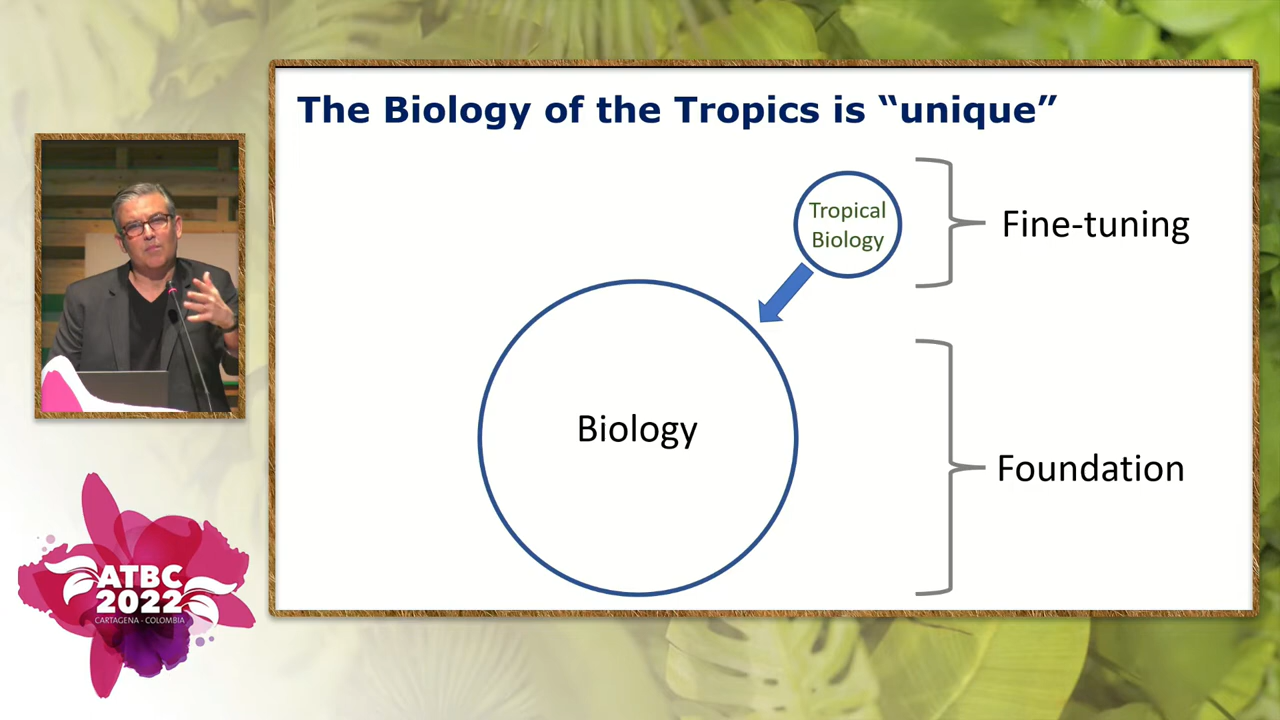 The Biology of the Tropics is “unique”
Tropical
Biology
Fine-tuning
Biology
Foundation
ATBC
2022
CARTAGENA - COLOMBIA